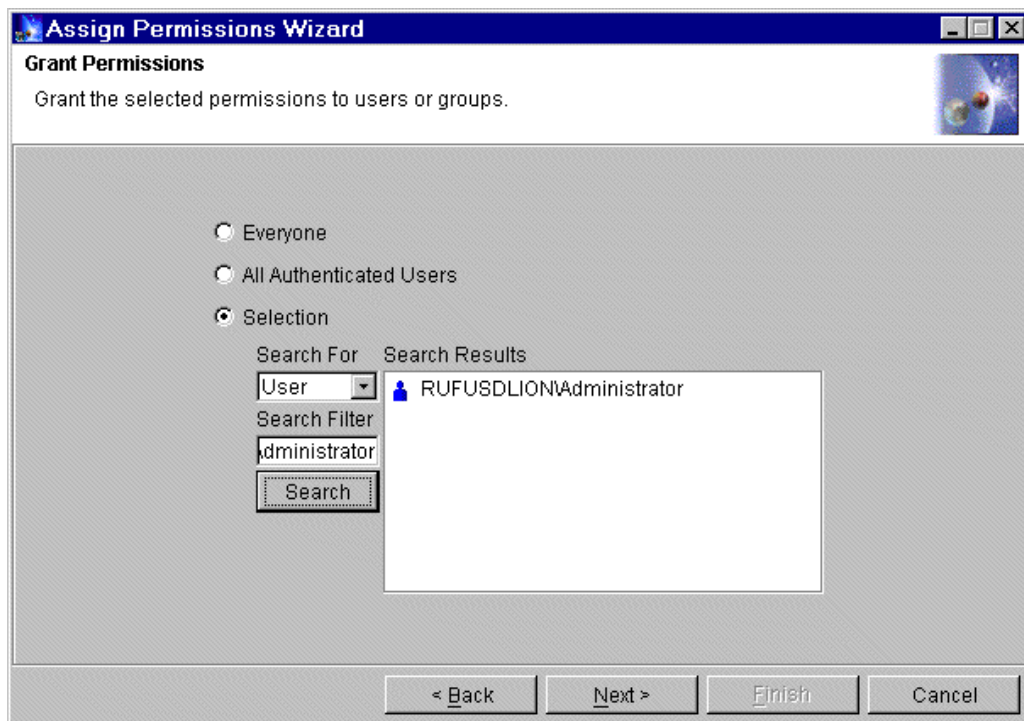 Assign Permissions Wizard
Grant Permissions
Grant the selected permissions to users or groups.
Everyone
All Authenticated Users
Selection
Search For
Search Results
User
RUFUSDLION\Administrator
Search Filter
\dministrator
Search
< Back
Next >
Finish
Cancel